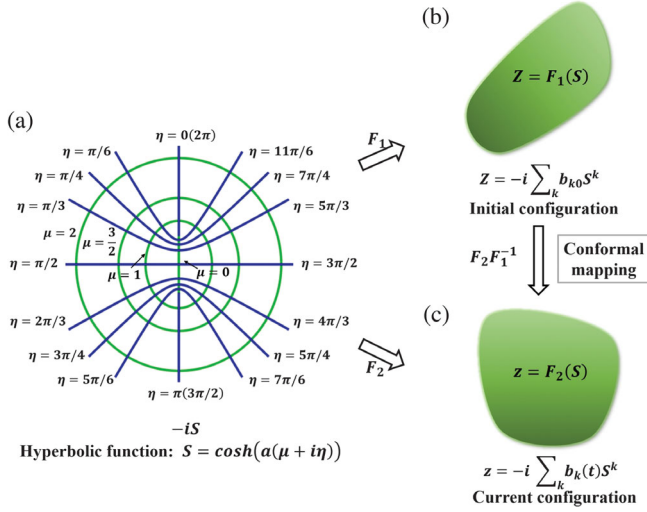 (a)
η = 0(2π)
η = π/6
η = 11π/6
η = π/4
η = 7π/4
η = π/3
η = 5π/3
μ = 2
μ = 3/2
η = π/2
μ = 1
μ = 0
η = 3π/2
η = 2π/3
η = 4π/3
η = 3π/4
η = 5π/4
η = 5π/6
η = 7π/6
η = π(3π/2)
−iS
Hyperbolic function: S = cosh(a(μ + iη))
F₁
F₂
(b)
Z = F₁(S)
Z = −i ∑ₖ bₖ₀Sᵏ
Initial configuration
F₂F₁⁻¹
Conformal
mapping
(c)
z = F₂(S)
z = −i ∑ₖ bₖ(t)Sᵏ
Current configuration